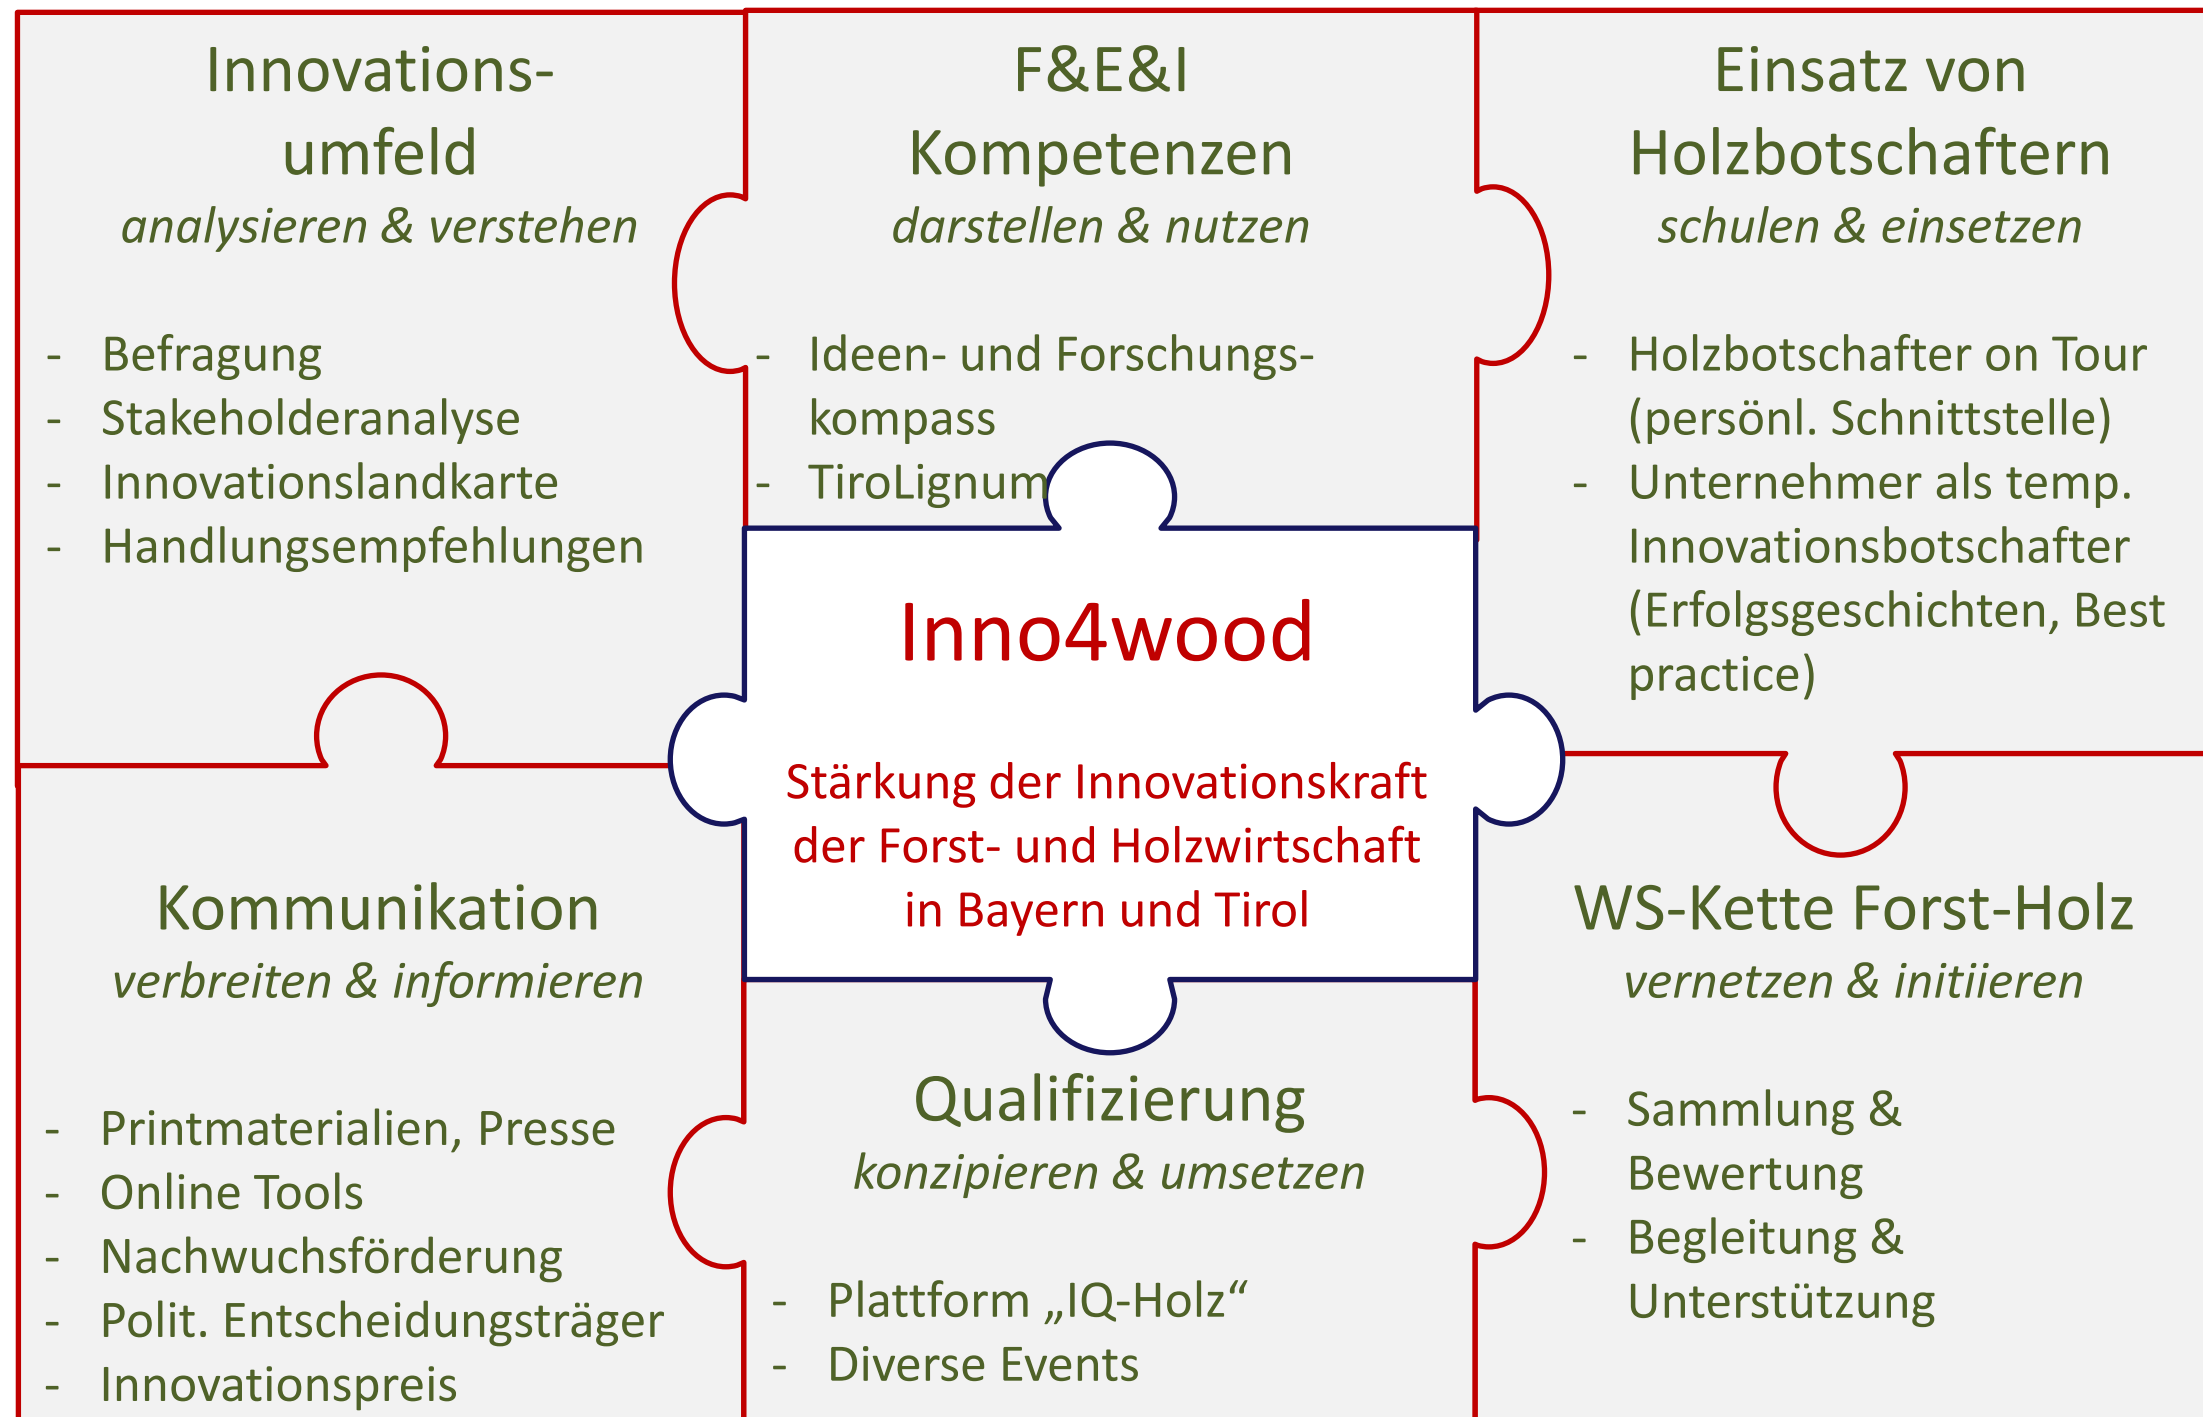 Innovations-
umfeld
analysieren & verstehen
- Befragung
- Stakeholderanalyse
- Innovationslandkarte
- Handlungsempfehlungen
F&E&I
Kompetenzen
darstellen & nutzen
- Ideen- und Forschungs-
kompass
- TiroLignum
Einsatz von
Holzbotschaftern
schulen & einsetzen
- Holzbotschafter on Tour
(persönl. Schnittstelle)
- Unternehmer als temp.
Innovationsbotschafter
(Erfolgsgeschichten, Best
practice)
Inno4wood
Stärkung der Innovationskraft
der Forst- und Holzwirtschaft
in Bayern und Tirol
Kommunikation
verbreiten & informieren
- Printmaterialien, Presse
- Online Tools
- Nachwuchsförderung
- Polit. Entscheidungsträger
- Innovationspreis
Qualifizierung
konzipieren & umsetzen
- Plattform „IQ-Holz“
- Diverse Events
WS-Kette Forst-Holz
vernetzen & initiieren
- Sammlung &
Bewertung
- Begleitung &
Unterstützung